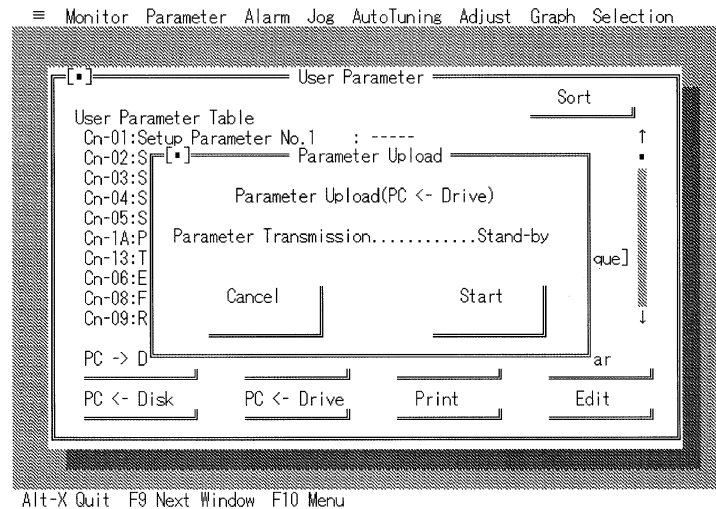 ≡ Monitor Parameter Alarm Jog AutoTuning Adjust Graph Selection
[▪] User Parameter
Sort
User Parameter Table
Cn-01:Setup Parameter No.1 : ----- ↑
Cn-02:S
[▪] Parameter Upload
Cn-03:S
Cn-04:S
Parameter Upload(PC <- Drive)
Cn-05:S
Cn-1A:P
Parameter Transmission............Stand-by
Cn-13:T
que]
Cn-06:E
Cn-08:F
Cancel Start
Cn-09:R ↓
PC -> D
ar
PC <- Disk PC <- Drive Print Edit
Alt-X Quit F9 Next Window F10 Menu